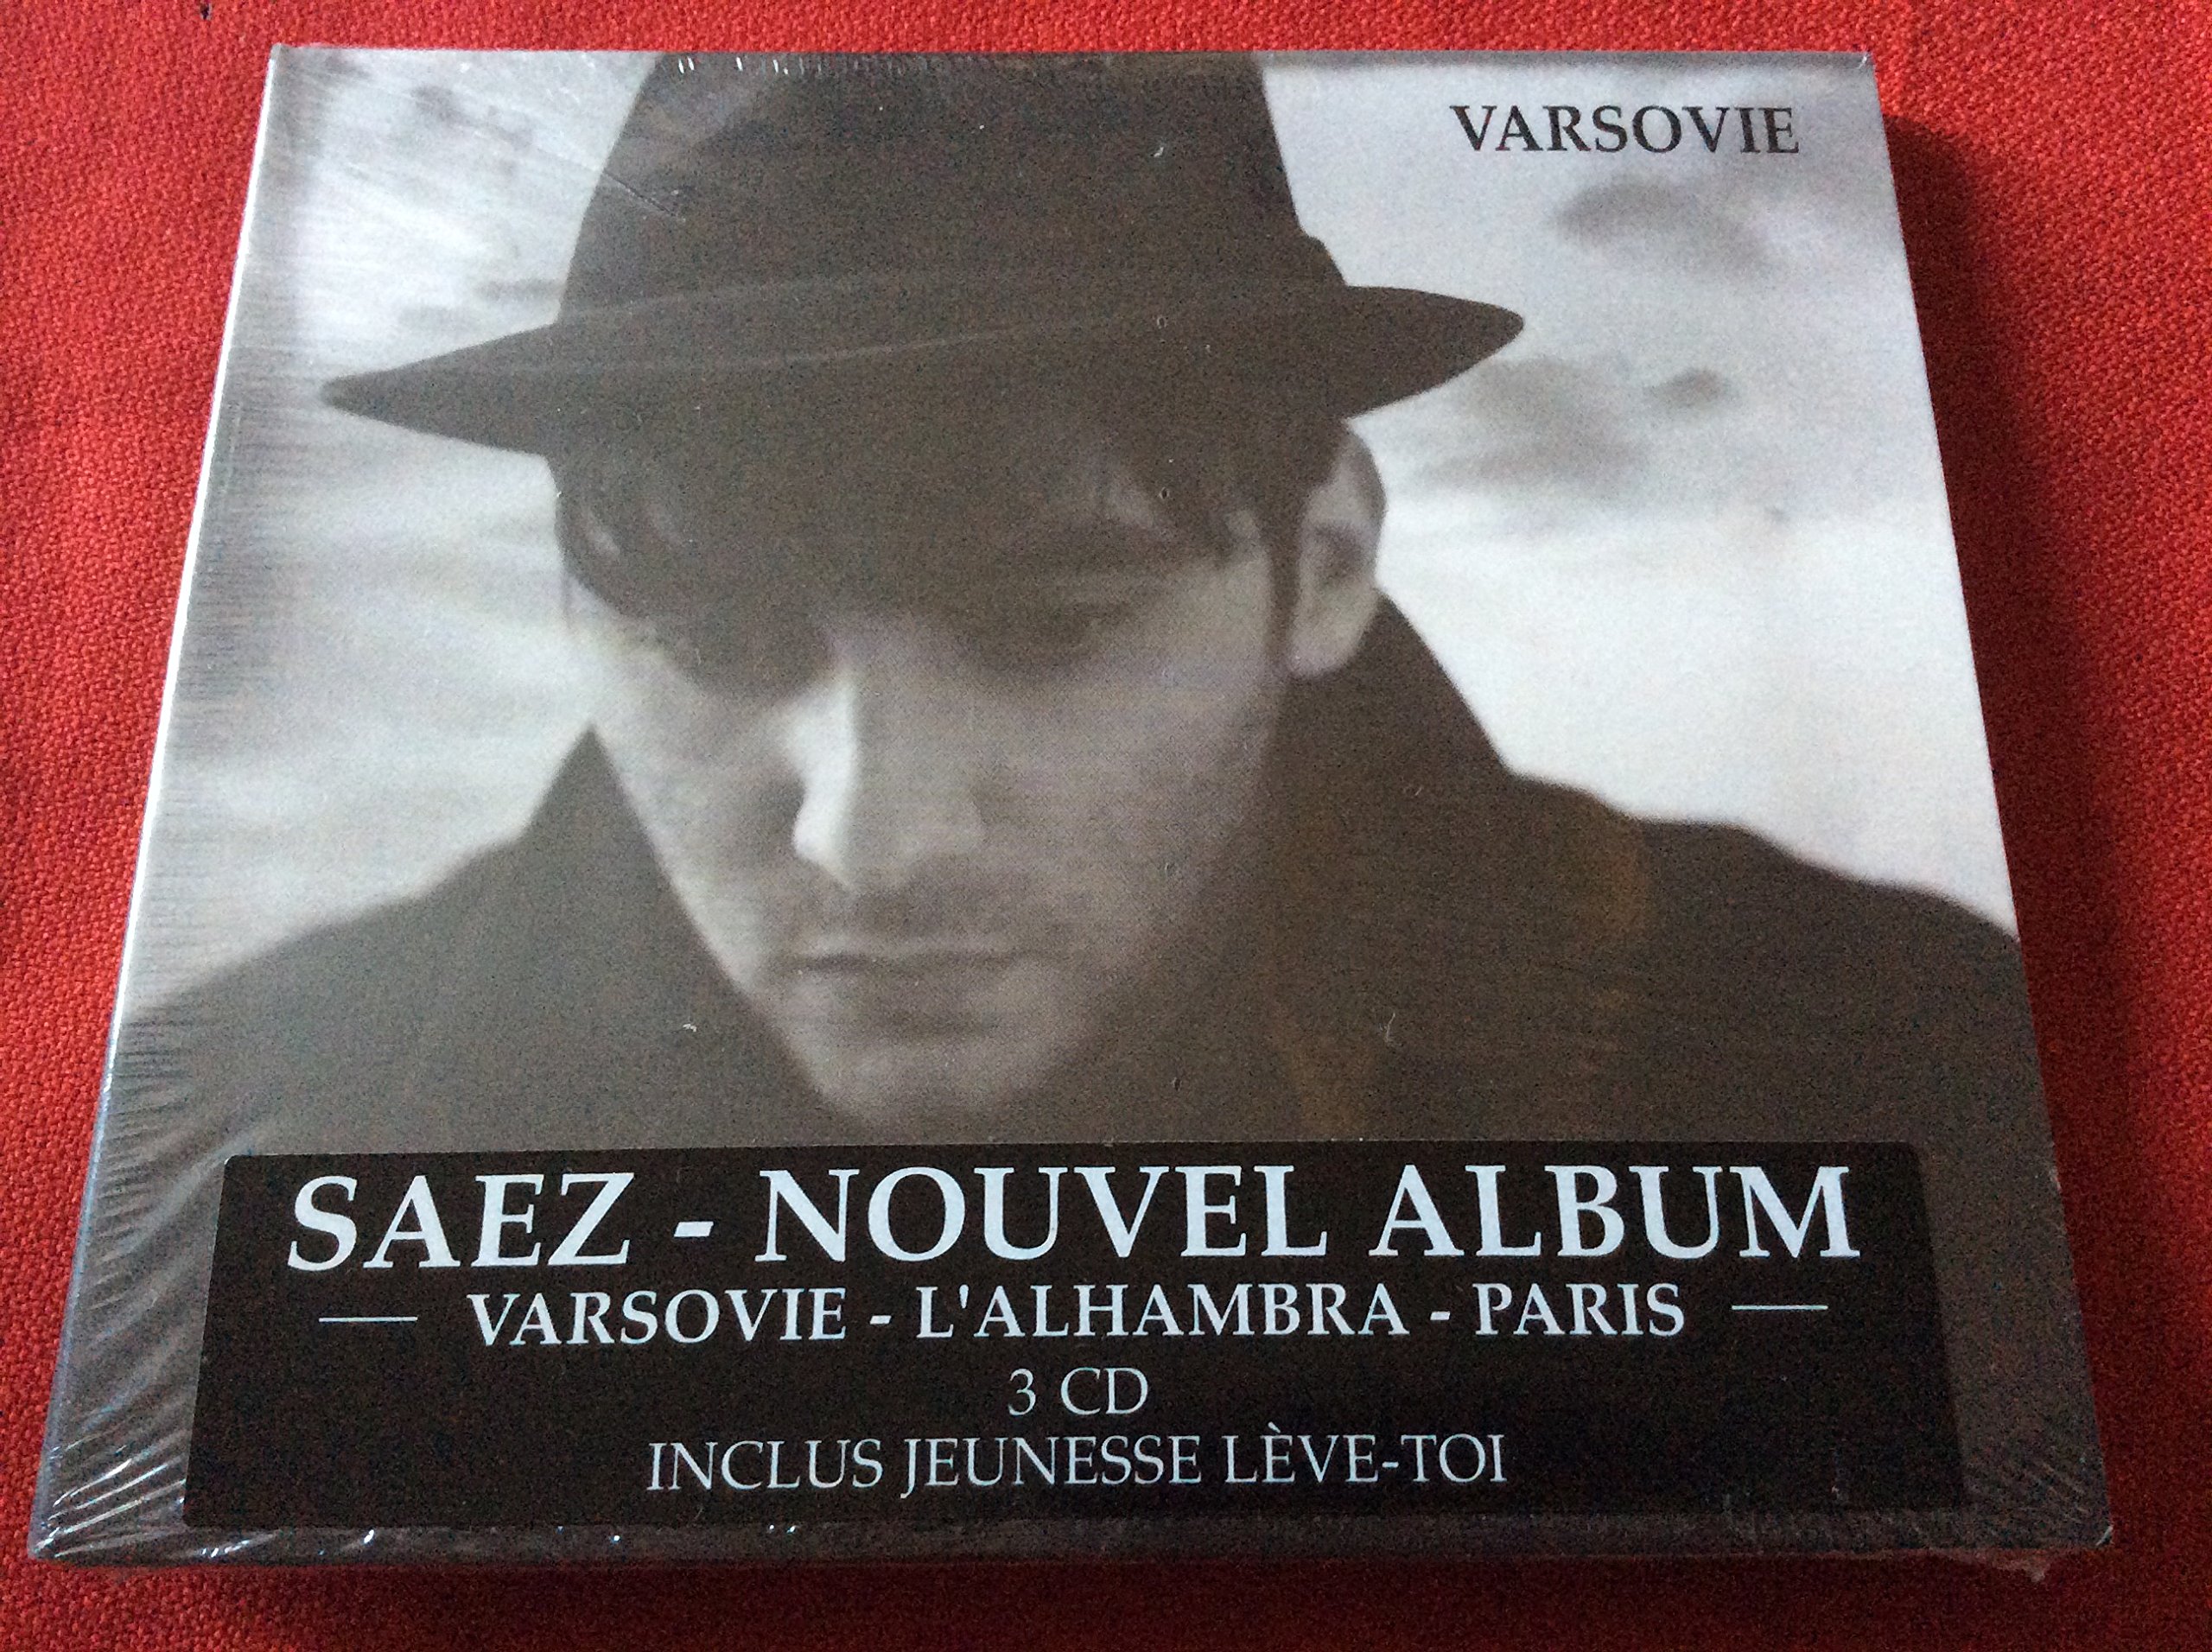 VARSOVIE
SAEZ - NOUVEL ALBUM
VARSOVIE - L'ALHAMBRA - PARIS
3 CD
INCLUS JEUNESSE LÈVE-TOI